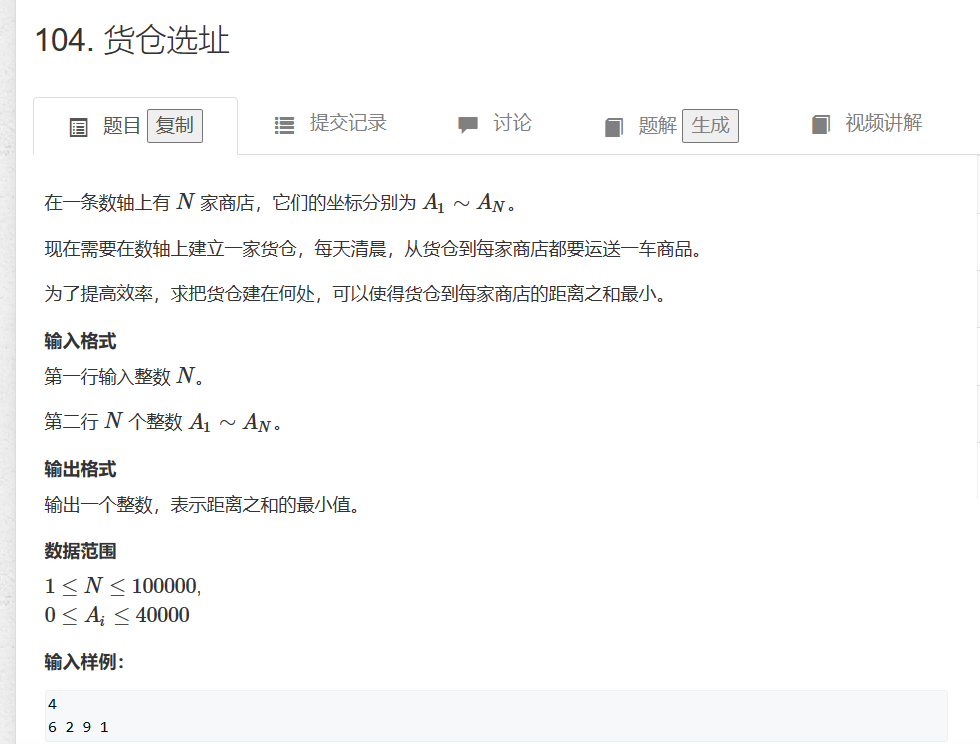 104. 货仓选址
题目 复制 提交记录 讨论 题解 生成 视频讲解
在一条数轴上有 N 家商店，它们的坐标分别为 A₁ ∼ A_N。
现在需要在数轴上建立一家货仓，每天清晨，从货仓到每家商店都要运送一车商品。
为了提高效率，求把货仓建在何处，可以使得货仓到每家商店的距离之和最小。
输入格式
第一行输入整数 N。
第二行 N 个整数 A₁ ∼ A_N。
输出格式
输出一个整数，表示距离之和的最小值。
数据范围
1 ≤ N ≤ 100000,
0 ≤ A_i ≤ 40000
输入样例：
4
6 2 9 1